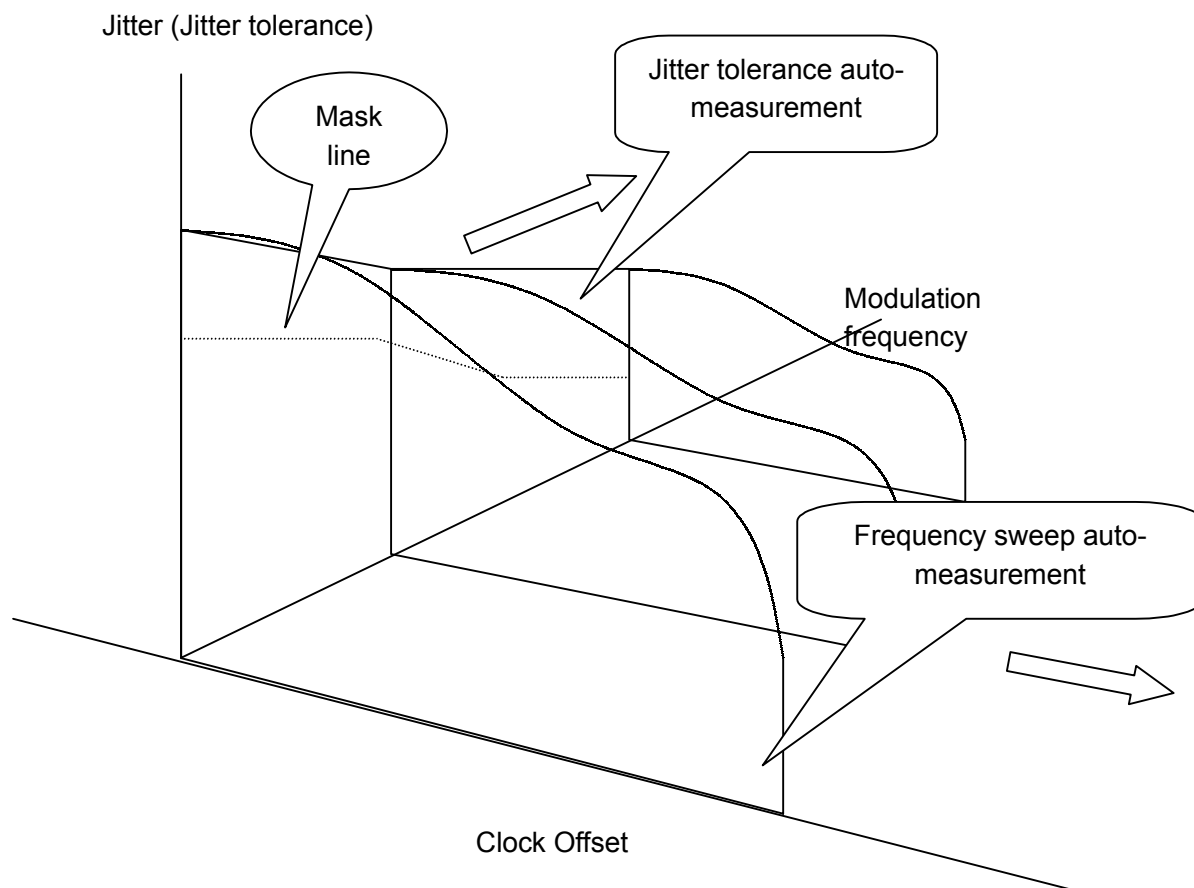 Jitter (Jitter tolerance)
Jitter tolerance auto-
measurement
Mask
line
Modulation
frequency
Frequency sweep auto-
measurement
Clock Offset